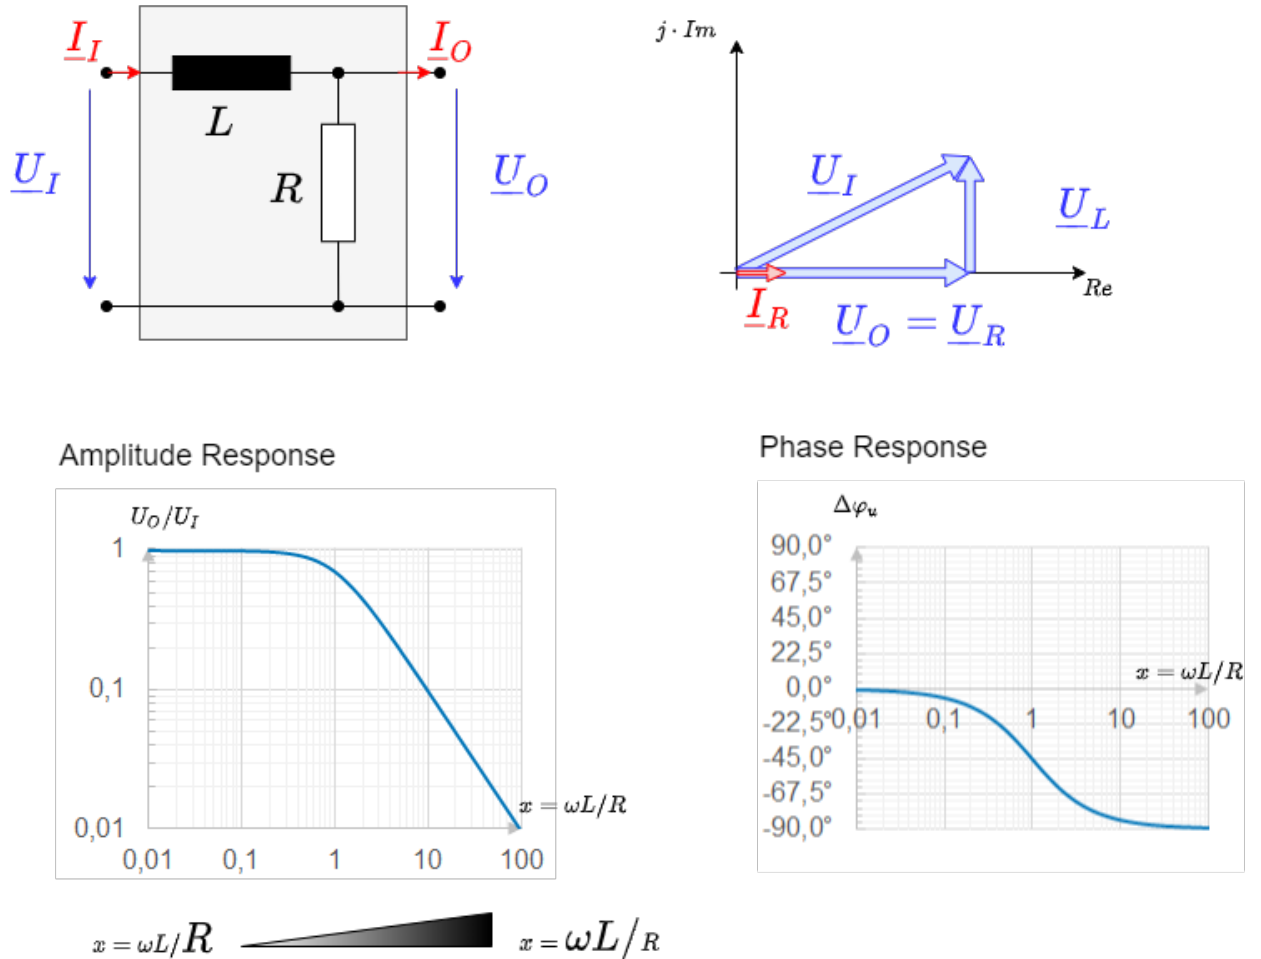 I_I
I_O
L
U_I
R
U_O
j · Im
U_I
U_L
Re
I_R
U_O = U_R
Amplitude Response
U_O/U_I
1
0,1
0,01
x = ωL/R
0,01 0,1 1 10 100
Phase Response
Δφ_u
90,0°
67,5°
45,0°
22,5°
x = ωL/R
0,0°
-22,5°
0,01 0,1 1 10 100
-45,0°
-67,5°
-90,0°
x = ωL/R
x = ωL/R